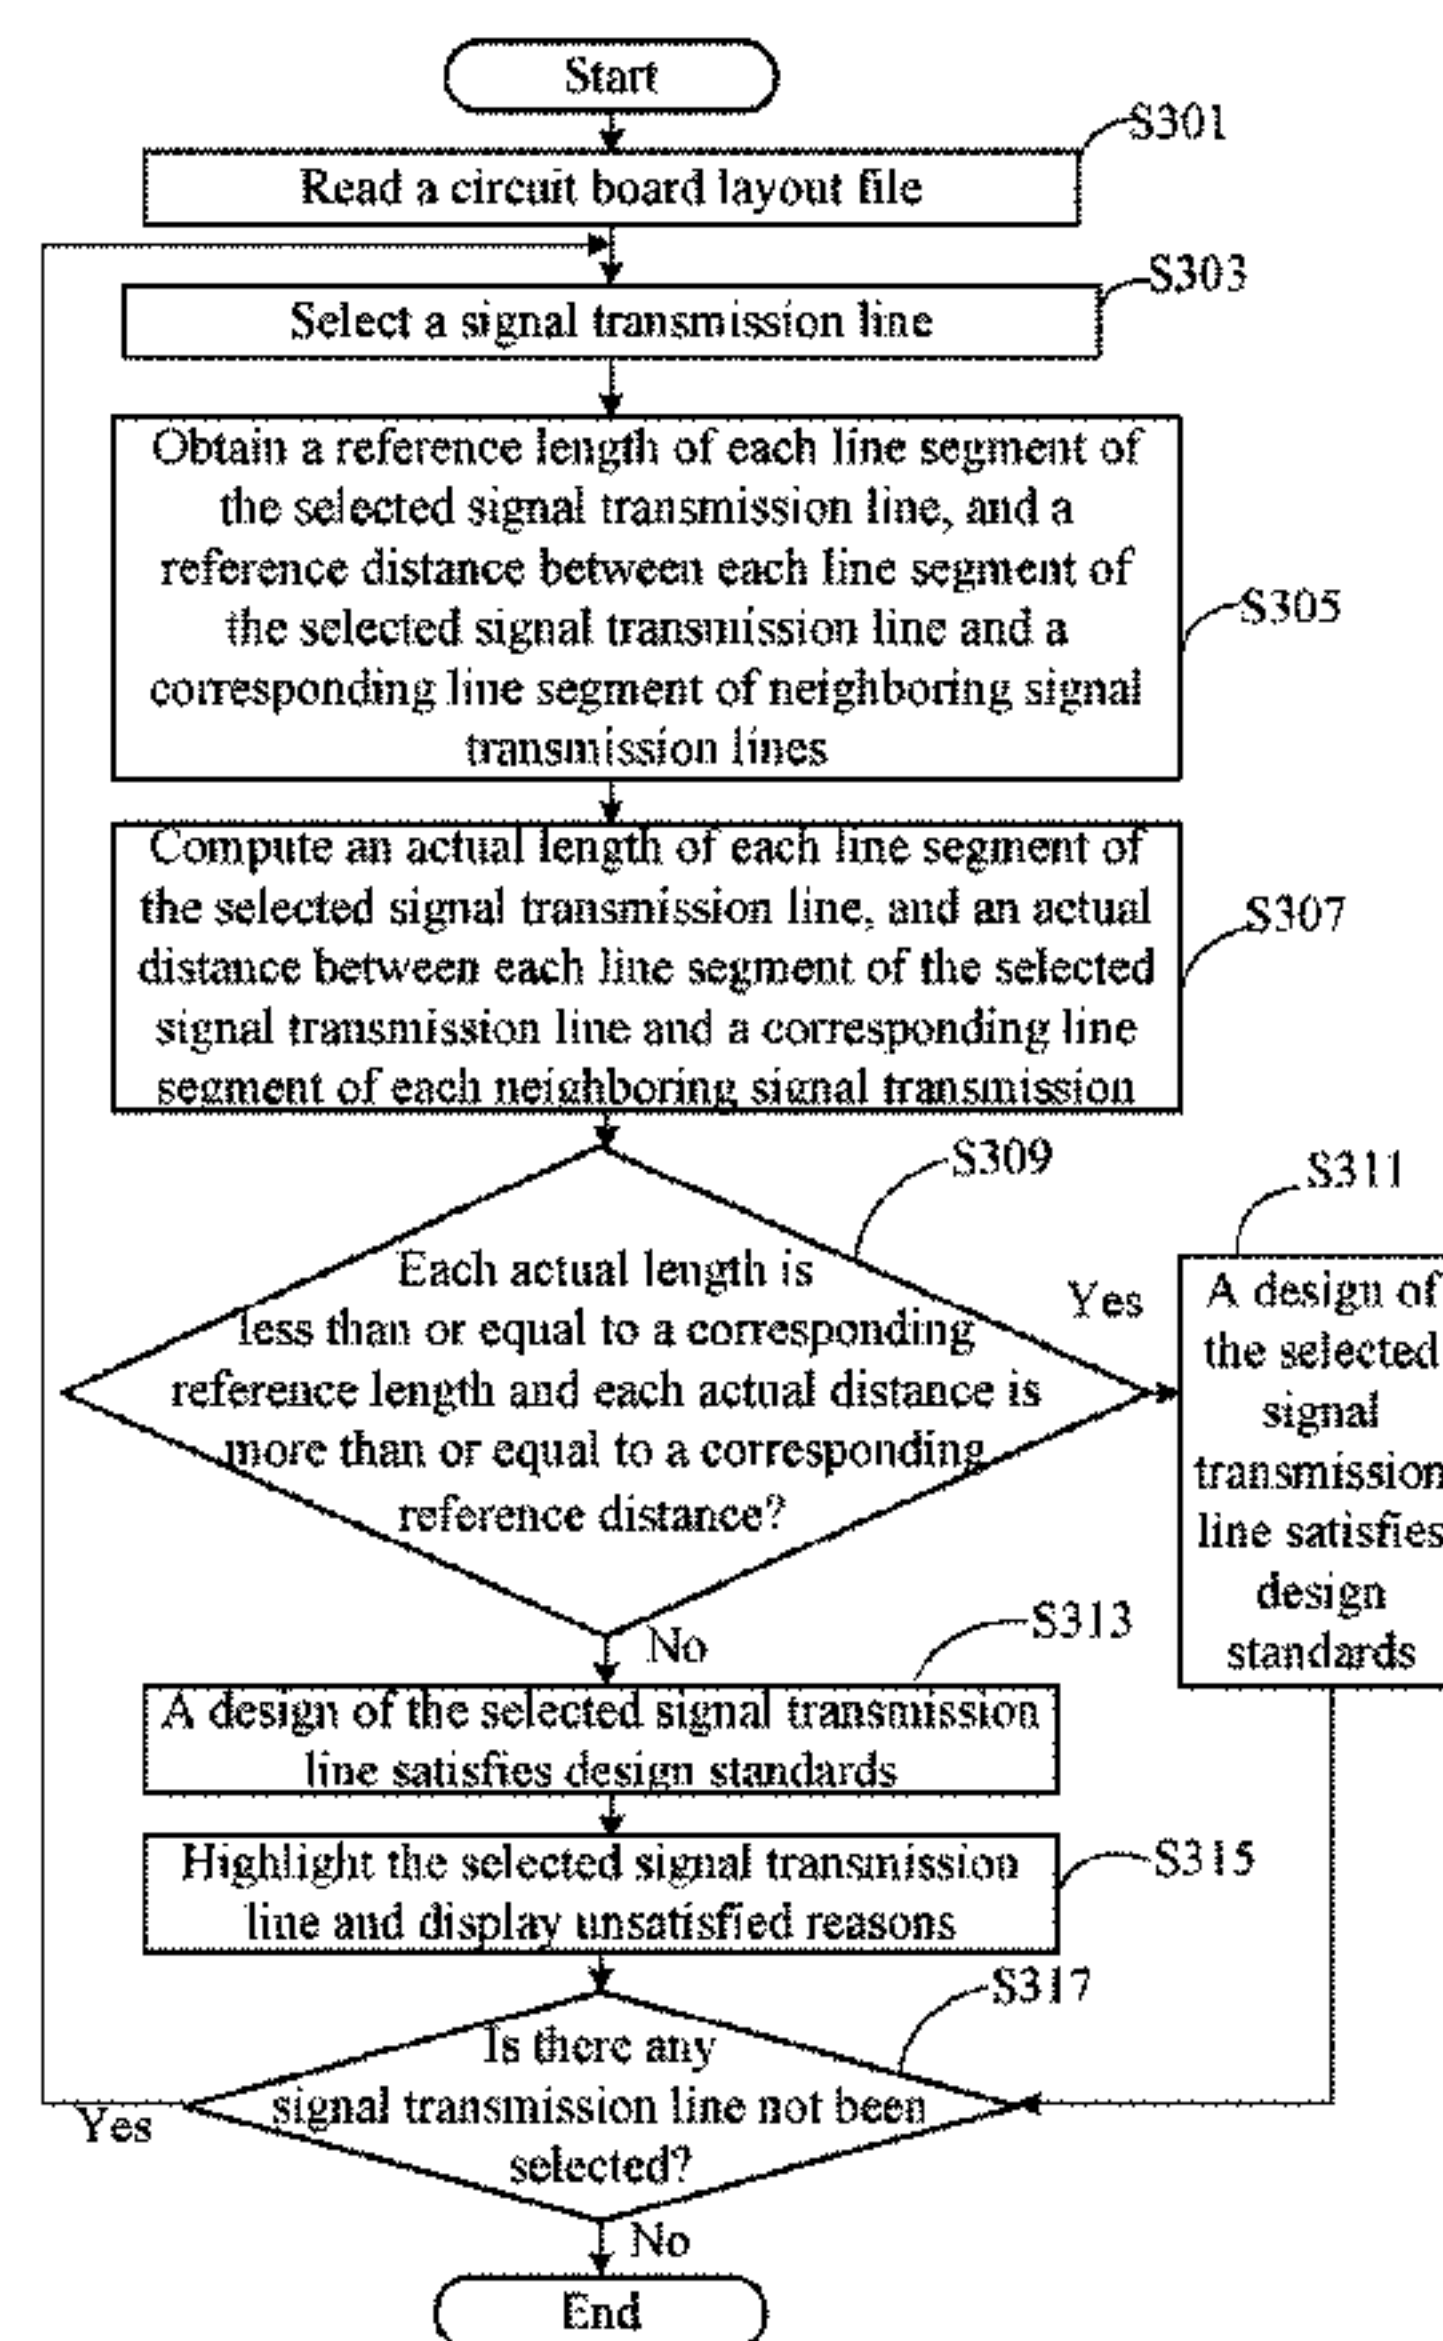 Start
S301
Read a circuit board layout file
S303
Select a signal transmission line
Obtain a reference length of each line segment of
the selected signal transmission line, and a
reference distance between each line segment of
the selected signal transmission line and a
corresponding line segment of neighboring signal
transmission lines
S305
Compute an actual length of each line segment of
the selected signal transmission line, and an actual
distance between each line segment of the selected
signal transmission line and a corresponding line
segment of each neighboring signal transmission
S307
S309
Each actual length is
less than or equal to a corresponding
reference length and each actual distance is
more than or equal to a corresponding
reference distance?
Yes
S311
A design of
the selected
signal
transmission
line satisfies
design
standards
No
S313
A design of the selected signal transmission
line satisfies design standards
Highlight the selected signal transmission
line and display unsatisfied reasons
S315
S317
Is there any
signal transmission line not been
selected?
Yes
No
End